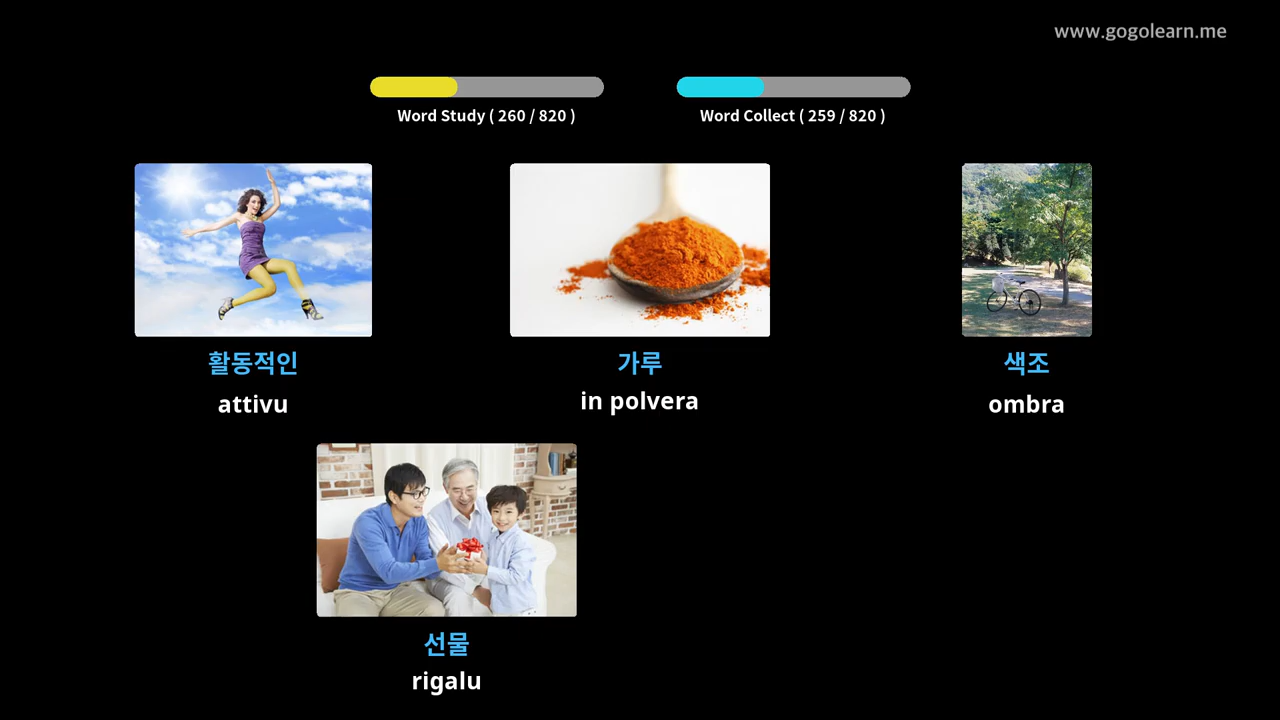 www.gogolearn.me
Word Study ( 260 / 820 )
Word Collect ( 259 / 820 )
활동적인
attivu
가루
in polvera
색조
ombra
선물
rigalu